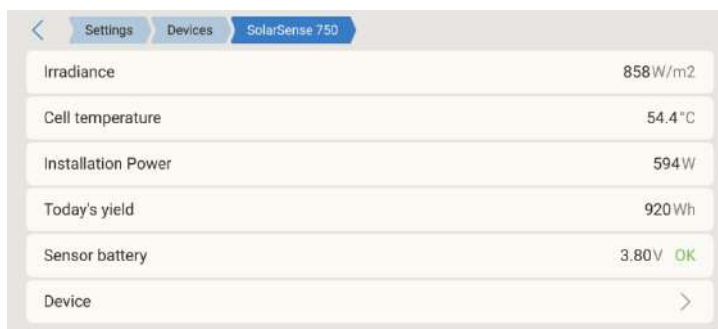 Settings Devices SolarSense 750
Irradiance 858W/m2
Cell temperature 54.4°C
Installation Power 594W
Today's yield 920Wh
Sensor battery 3.80V OK
Device